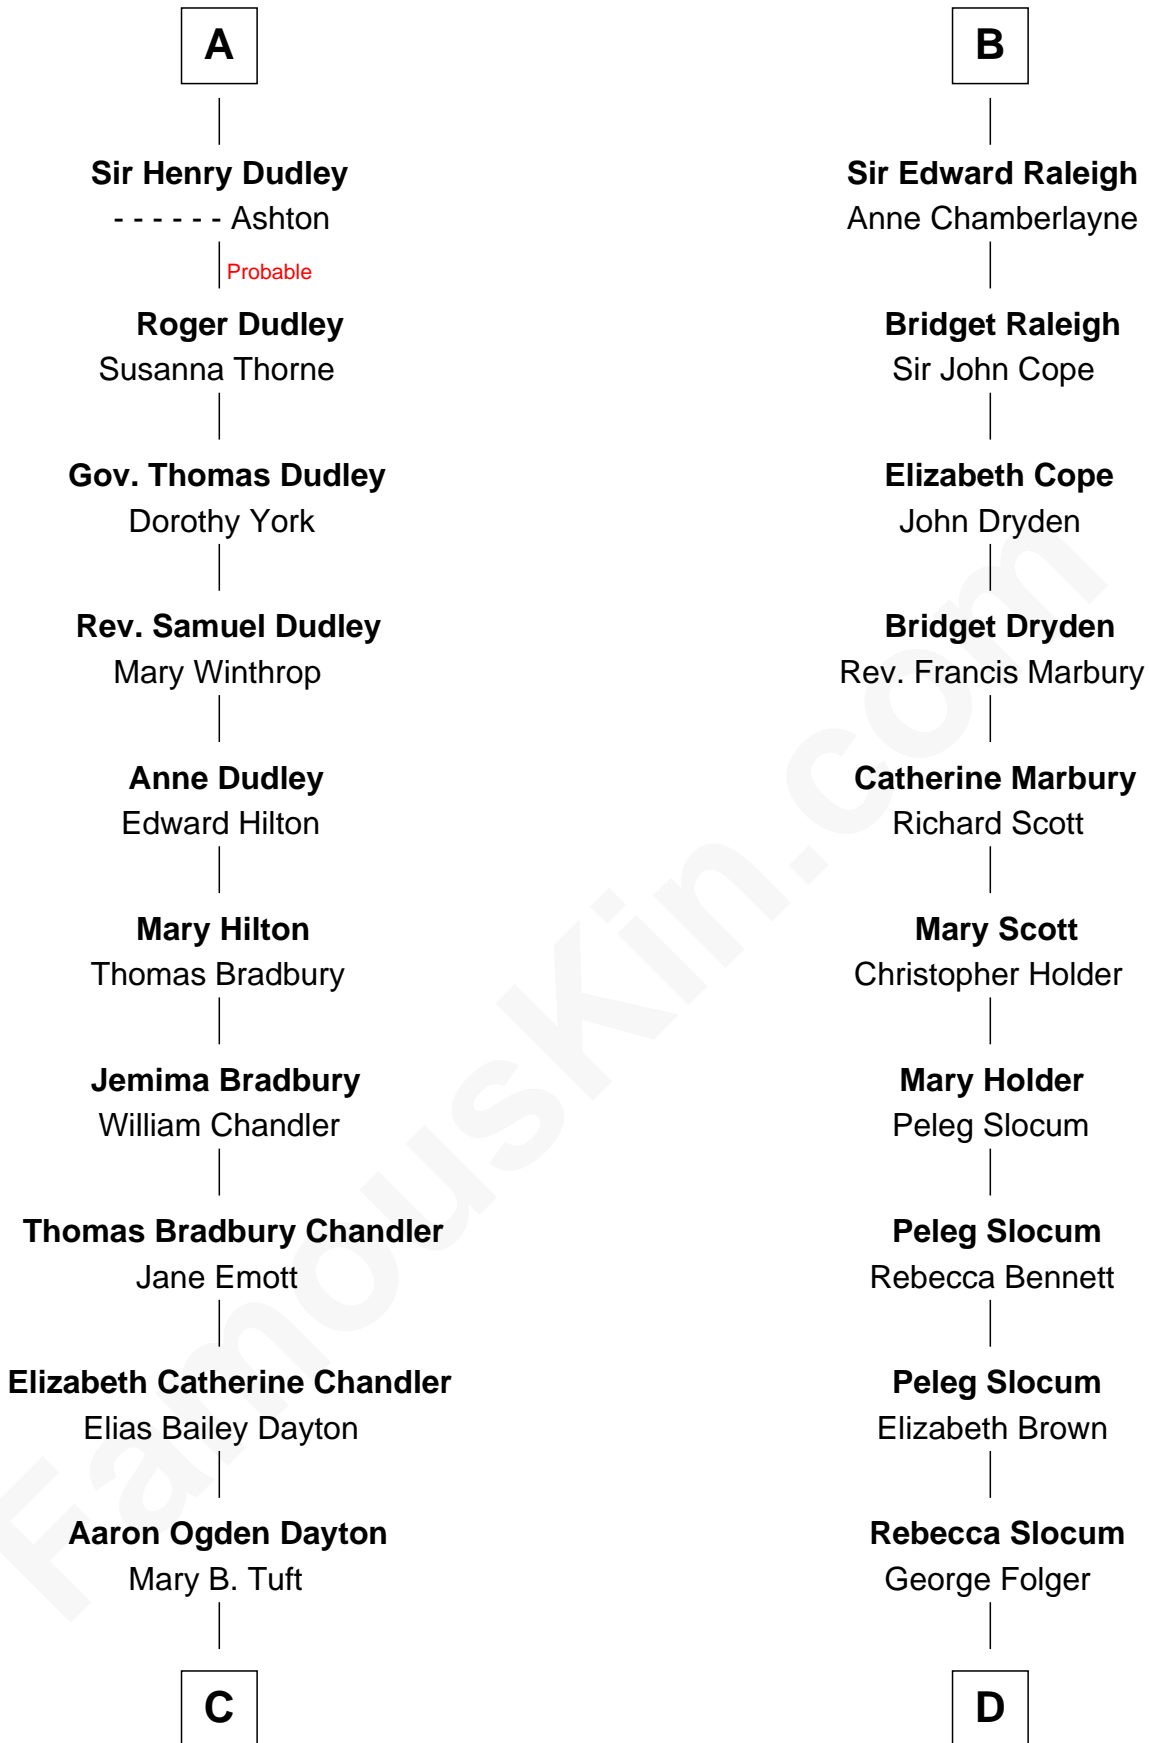 A
Sir Henry Dudley
- - - - - - Ashton
Probable
Roger Dudley
Susanna Thorne
Gov. Thomas Dudley
Dorothy York
Rev. Samuel Dudley
Mary Winthrop
Anne Dudley
Edward Hilton
Mary Hilton
Thomas Bradbury
Jemima Bradbury
William Chandler
Thomas Bradbury Chandler
Jane Emott
Elizabeth Catherine Chandler
Elias Bailey Dayton
Aaron Ogden Dayton
Mary B. Tuft
C
B
Sir Edward Raleigh
Anne Chamberlayne
Bridget Raleigh
Sir John Cope
Elizabeth Cope
John Dryden
Bridget Dryden
Rev. Francis Marbury
Catherine Marbury
Richard Scott
Mary Scott
Christopher Holder
Mary Holder
Peleg Slocum
Peleg Slocum
Rebecca Bennett
Peleg Slocum
Elizabeth Brown
Rebecca Slocum
George Folger
D
FamousKin.com